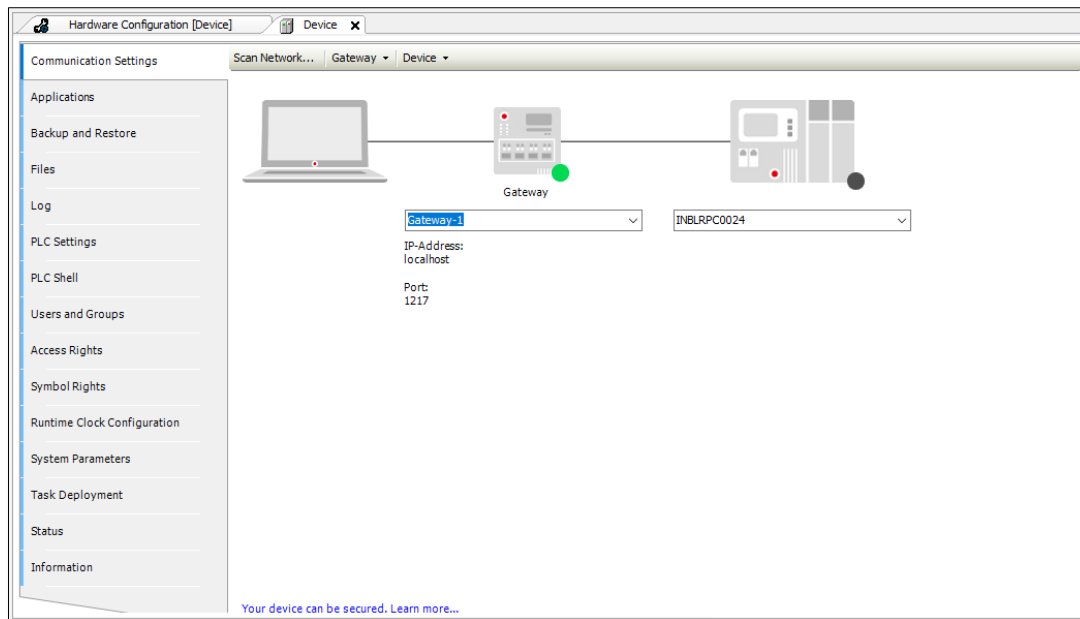 Hardware Configuration [Device]
Device
Communication Settings
Applications
Backup and Restore
Files
Log
PLC Settings
PLC Shell
Users and Groups
Access Rights
Symbol Rights
Runtime Clock Configuration
System Parameters
Task Deployment
Status
Information
Scan Network... Gateway Device
Gateway
Gateway-1
INBLRPC0024
IP-Address:
localhost
Port:
1217
Your device can be secured. Learn more...